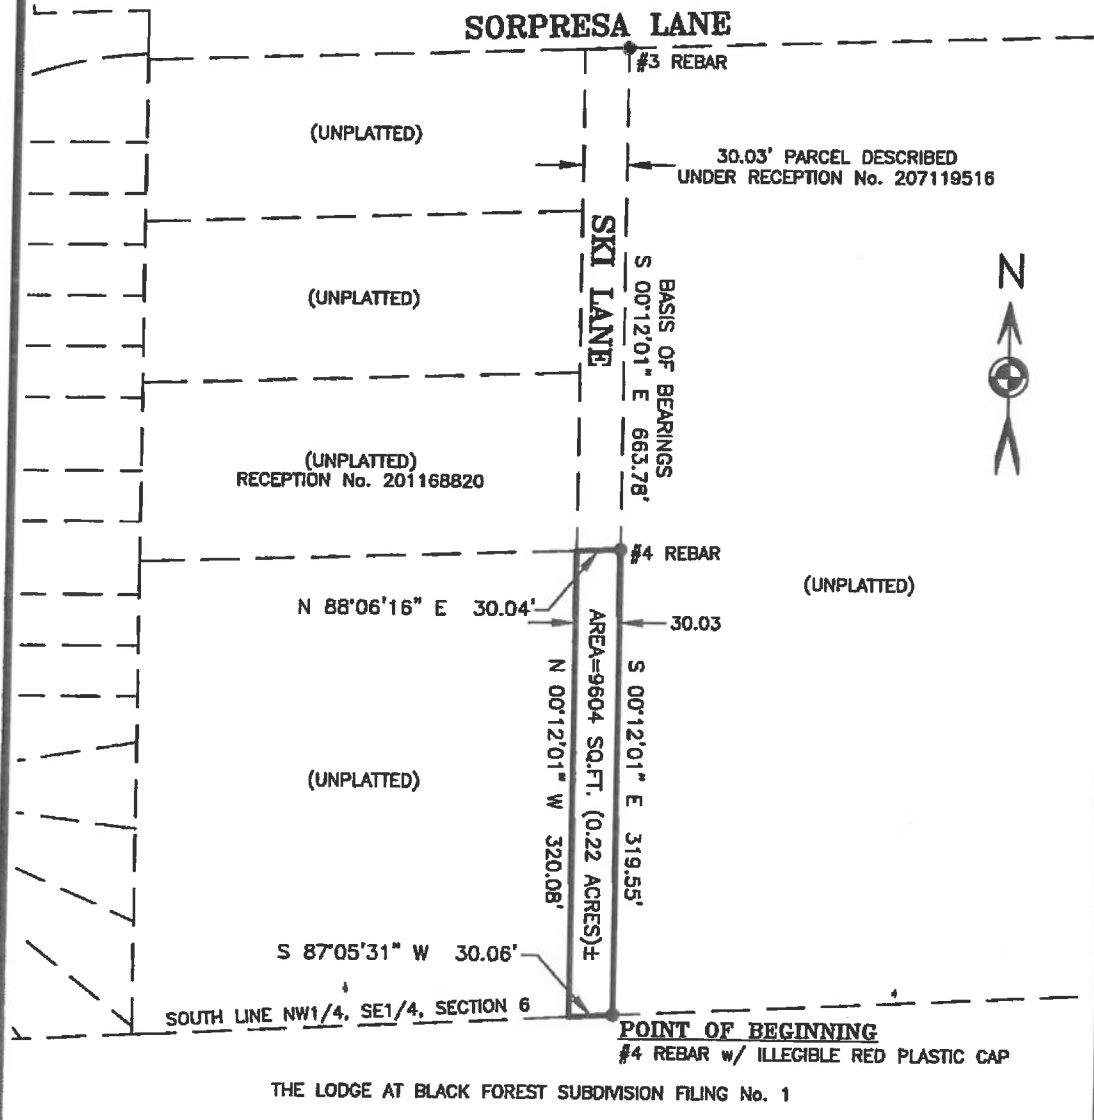 SORPRESA LANE
#3 REBAR
(UNPLATTED)
30.03' PARCEL DESCRIBED
UNDER RECEPTION No. 207119516
SKI LANE
BASIS OF BEARINGS
S 00°12'01" E 663.78'
N
(UNPLATTED)
(UNPLATTED)
RECEPTION No. 201168820
#4 REBAR
(UNPLATTED)
N 88°06'16" E 30.04'
30.03
AREA=9604 SQ.FT. (0.22 ACRES)±
N 00°12'01" W 320.08'
S 00°12'01" E 319.55'
(UNPLATTED)
S 87°05'31" W 30.06'
SOUTH LINE NW1/4, SE1/4, SECTION 6
POINT OF BEGINNING
#4 REBAR w/ ILLEGIBLE RED PLASTIC CAP
THE LODGE AT BLACK FOREST SUBDIVISION FILING No. 1